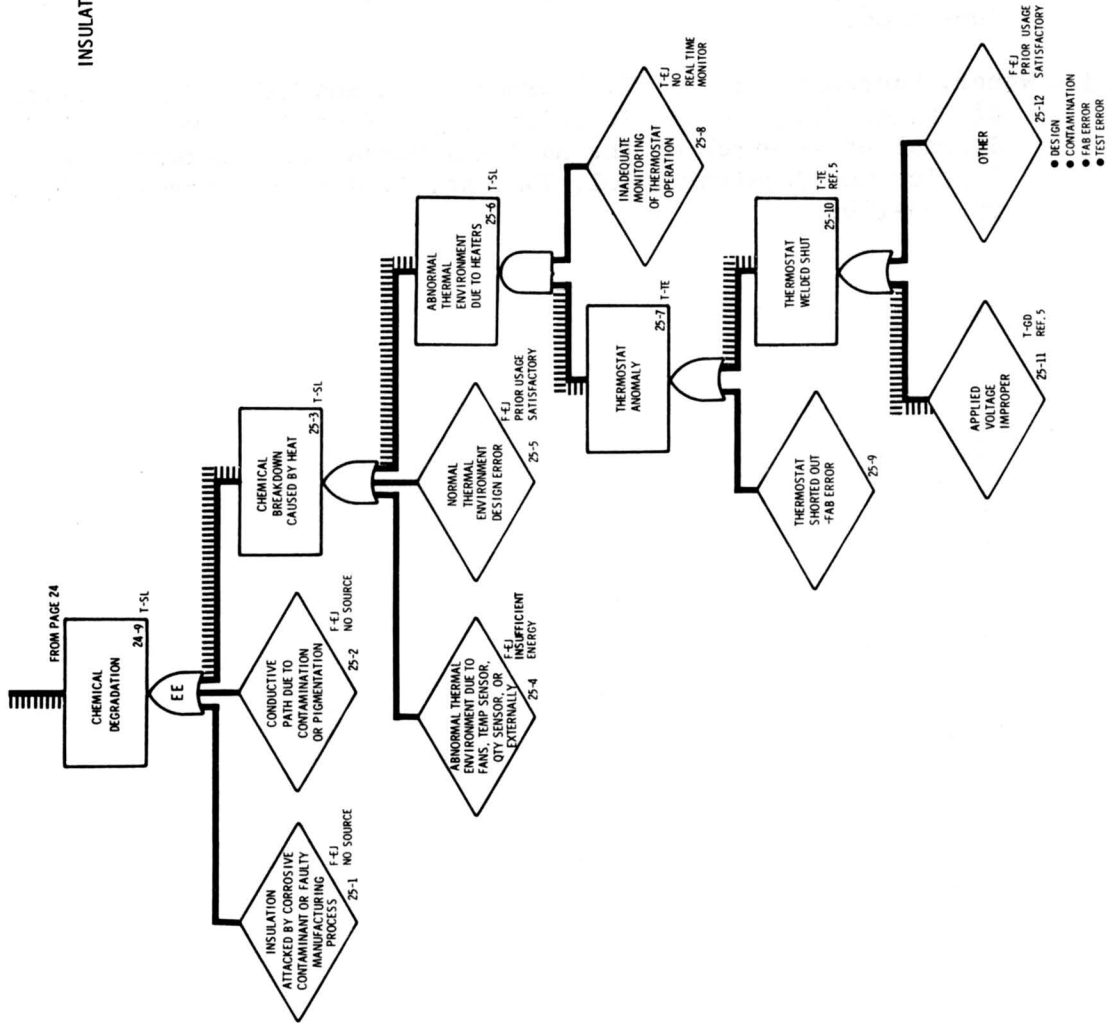 INSULAT
FROM PAGE 24
CHEMICAL
DEGRADATION
24-9
T-SL
EE
INSULATION
ATTACKED BY CORROSIVE
CONTAMINANT OR FAULTY
MANUFACTURING
PROCESS
25-1
F-EJ
NO SOURCE
CONDUCTIVE
PATH DUE TO
CONTAMINATION
OR PIGMENTATION
25-2
F-EJ
NO SOURCE
CHEMICAL
BREAKDOWN
CAUSED BY HEAT
25-3
T-SL
ABNORMAL THERMAL
ENVIRONMENT DUE TO
FANS, TEMP SENSOR,
QTY SENSOR, OR
EXTERNALLY
25-4
F-EJ
INSUFFICIENT
ENERGY
NORMAL
THERMAL
ENVIRONMENT
DESIGN ERROR
25-5
F-EJ
PRIOR USAGE
SATISFACTORY
ABNORMAL
THERMAL
ENVIRONMENT
DUE TO HEATERS
25-6
T-SL
THERMOSTAT
ANOMALY
25-7
T-TE
INADEQUATE
MONITORING
OF THERMOSTAT
OPERATION
25-8
T-EJ
NO
REAL TIME
MONITOR
THERMOSTAT
SHORTED OUT
-FAB ERROR
25-9
THERMOSTAT
WELDED SHUT
25-10
T-TE
REF. 5
APPLIED
VOLTAGE
IMPROPER
25-11
T-GD
REF. 5
OTHER
25-12
F-EJ
PRIOR USAGE
SATISFACTORY
● DESIGN
● CONTAMINATION
● FAB ERROR
● TEST ERROR